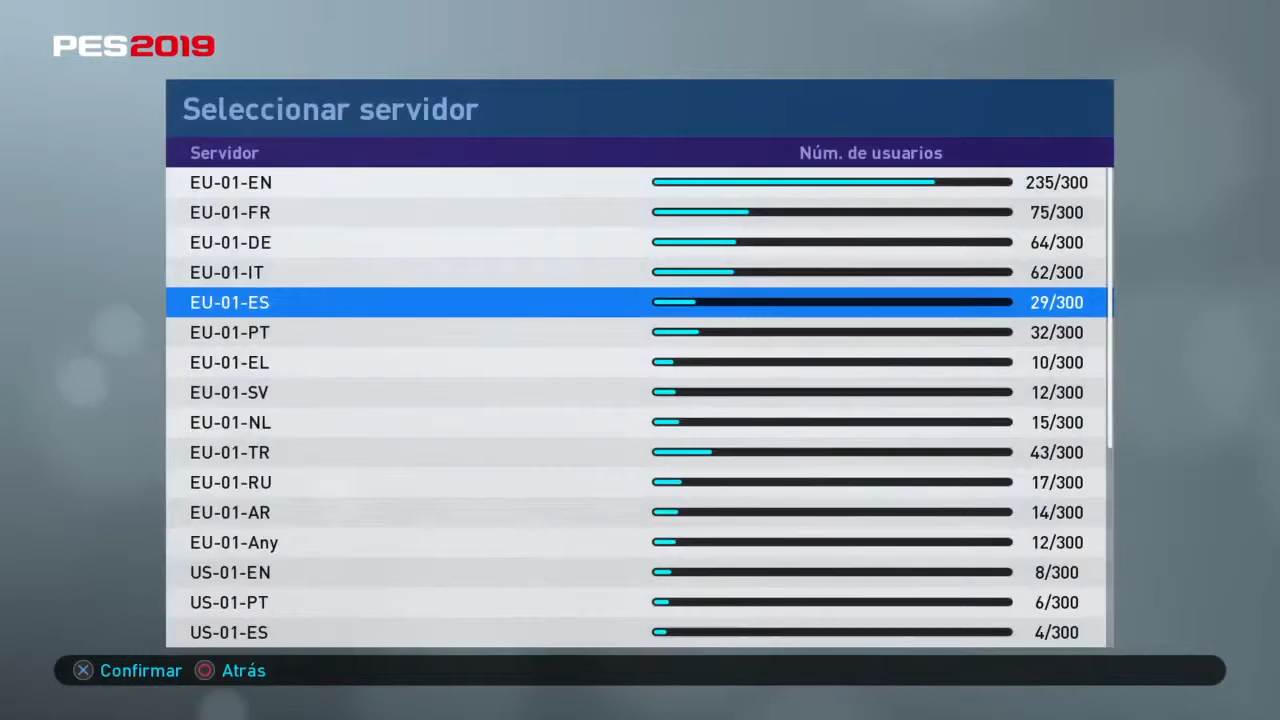 PES2019
Seleccionar servidor
Servidor Núm. de usuarios
EU-01-EN 235/300
EU-01-FR 75/300
EU-01-DE 64/300
EU-01-IT 62/300
EU-01-ES 29/300
EU-01-PT 32/300
EU-01-EL 10/300
EU-01-SV 12/300
EU-01-NL 15/300
EU-01-TR 43/300
EU-01-RU 17/300
EU-01-AR 14/300
EU-01-Any 12/300
US-01-EN 8/300
US-01-PT 6/300
US-01-ES 4/300
Confirmar Atrás